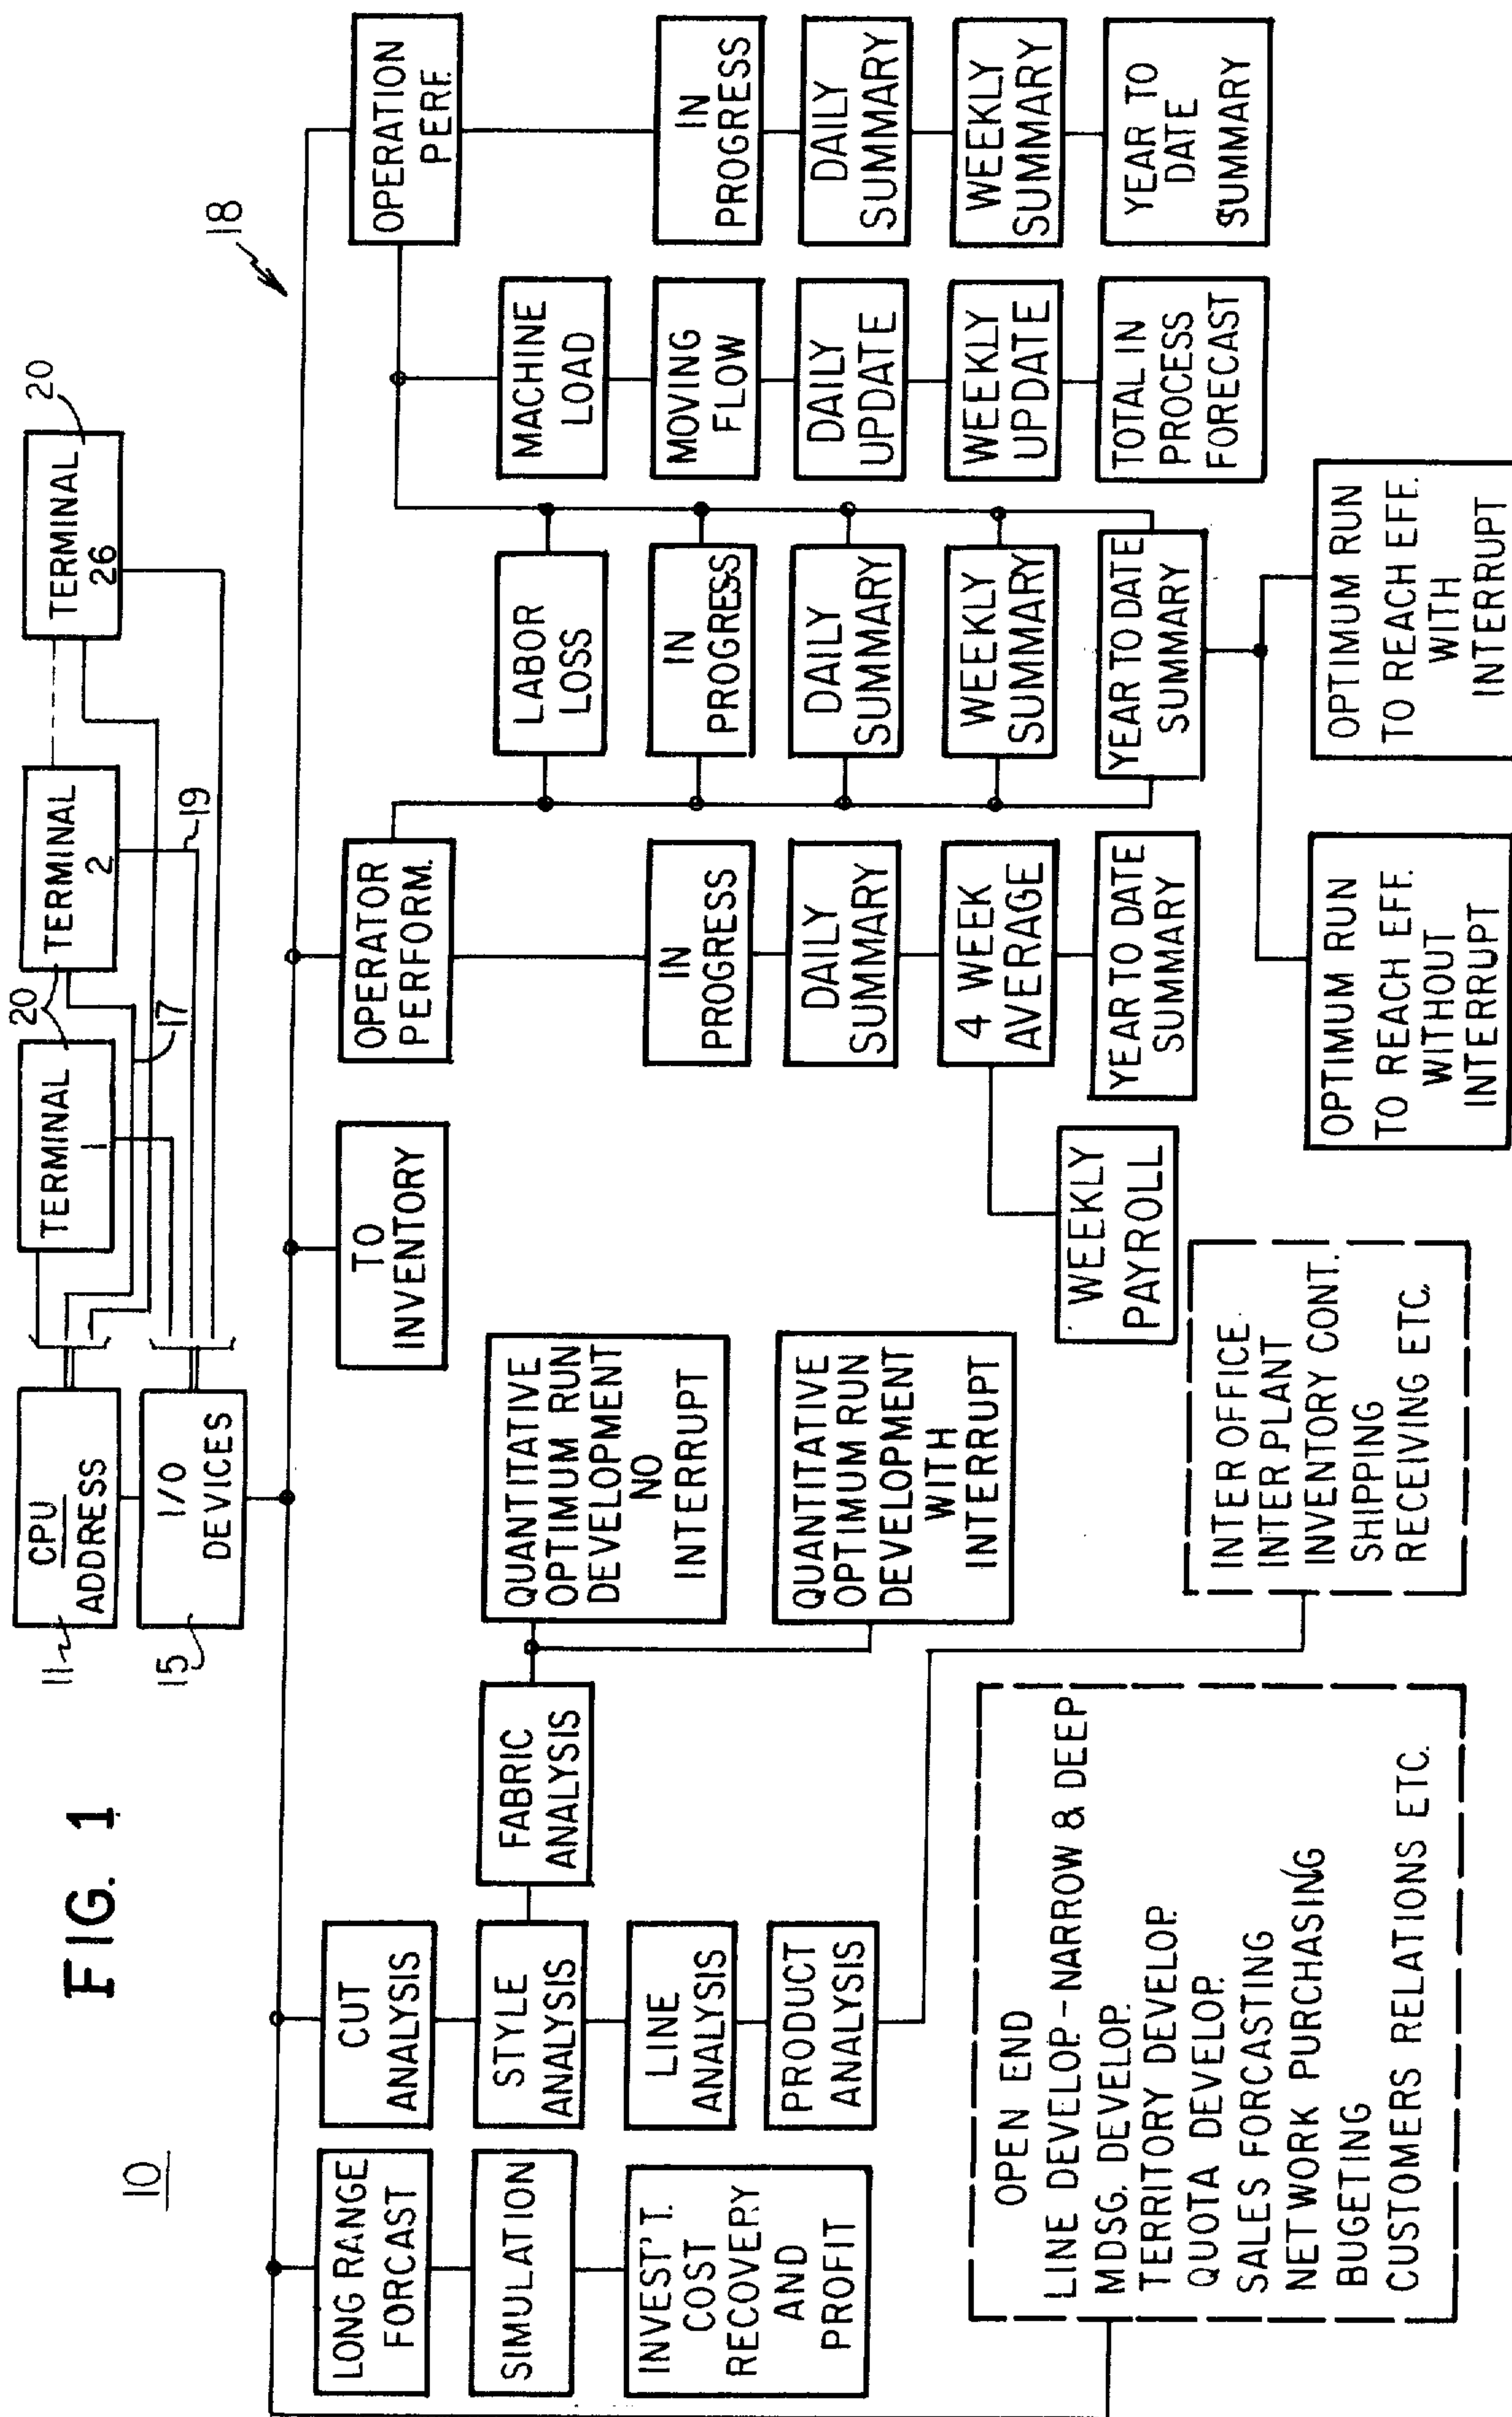 FIG. 1
10
11
CPU
ADDRESS
15
I/O
DEVICES
TERMINAL
1
20
17
TERMINAL
2
19
TERMINAL
26
20
18
LONG RANGE
FORCAST
SIMULATION
INVEST'T.
COST
RECOVERY
AND
PROFIT
CUT
ANALYSIS
STYLE
ANALYSIS
LINE
ANALYSIS
PRODUCT
ANALYSIS
FABRIC
ANALYSIS
QUANTITATIVE
OPTIMUM RUN
DEVELOPMENT
NO
INTERRUPT
QUANTITATIVE
OPTIMUM RUN
DEVELOPMENT
WITH
INTERRUPT
TO
INVENTORY
OPERATOR
PERFORM.
IN
PROGRESS
DAILY
SUMMARY
4 WEEK
AVERAGE
YEAR TO DATE
SUMMARY
WEEKLY
PAYROLL
LABOR
LOSS
IN
PROGRESS
DAILY
SUMMARY
WEEKLY
SUMMARY
YEAR TO DATE
SUMMARY
MACHINE
LOAD
MOVING
FLOW
DAILY
UPDATE
WEEKLY
UPDATE
TOTAL IN
PROCESS
FORECAST
OPERATION
PERF.
IN
PROGRESS
DAILY
SUMMARY
WEEKLY
SUMMARY
YEAR TO
DATE
SUMMARY
OPEN END
LINE DEVELOP.-NARROW & DEEP
MDSG. DEVELOP.
TERRITORY DEVELOP.
QUOTA DEVELOP.
SALES FORCASTING
NETWORK PURCHASING
BUGETING
CUSTOMERS RELATIONS ETC.
INTER OFFICE
INTER PLANT
INVENTORY CONT.
SHIPPING
RECEIVING ETC.
OPTIMUM RUN
TO REACH EFF.
WITHOUT
INTERRUPT
OPTIMUM RUN
TO REACH EFF.
WITH
INTERRUPT